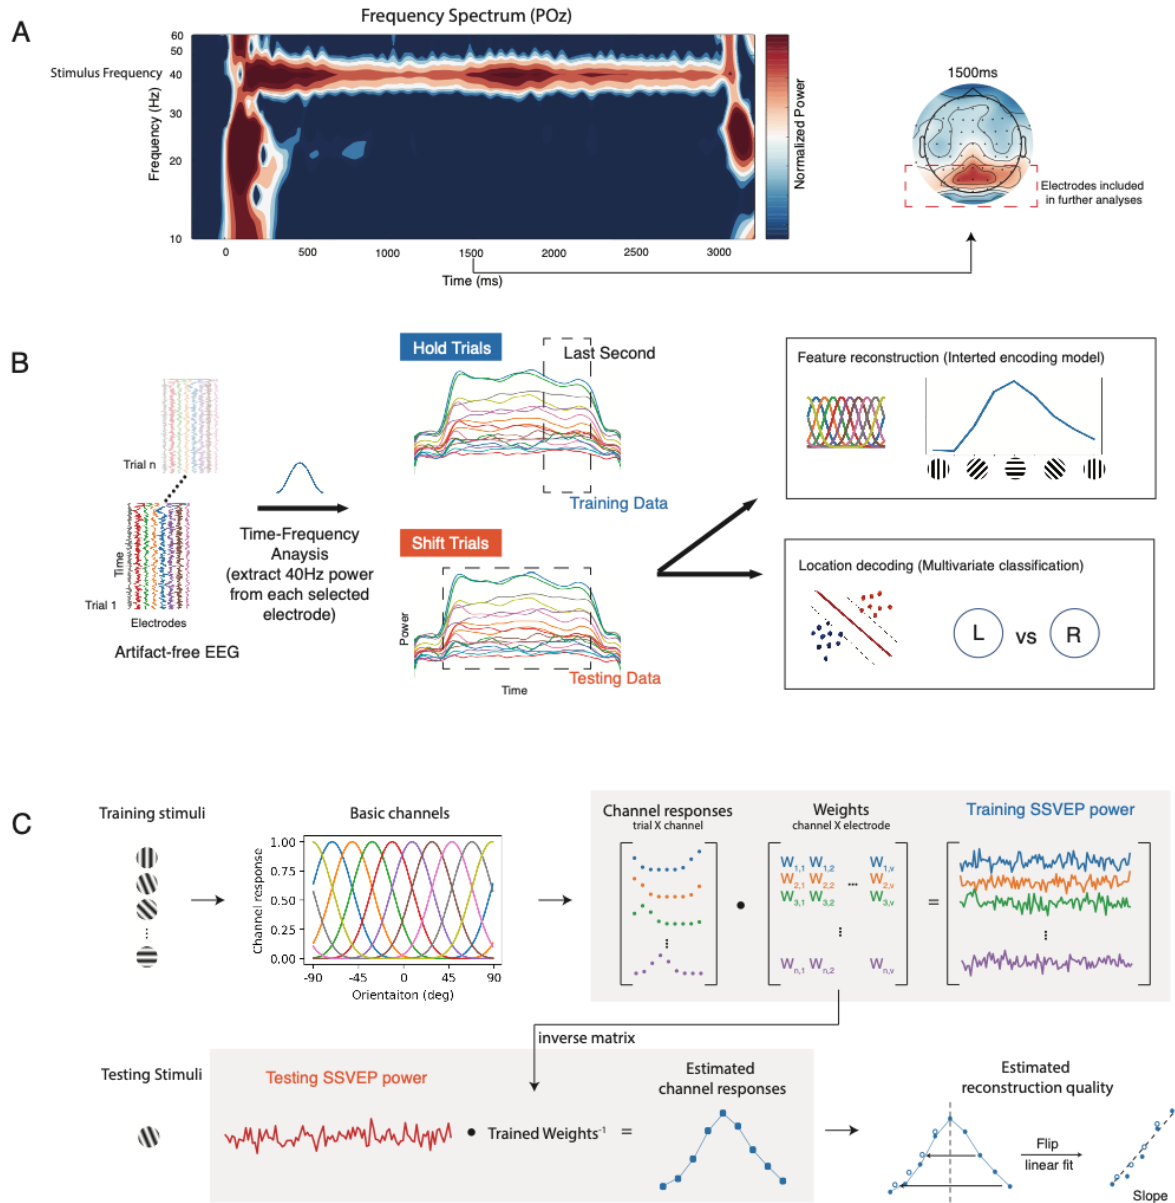 A
Frequency Spectrum (POz)
Stimulus Frequency
Frequency (Hz)
60
50
40
30
20
10
0
500
1000
1500
2000
2500
3000
Time (ms)
Normalized Power
1500ms
Electrodes included
in further analyses
B
Trial n
Time
Trial 1
Electrodes
Artifact-free EEG
Time-Frequency
Anaysis
(extract 40Hz power
from each selected
electrode)
Hold Trials
Last Second
Training Data
Shift Trials
Power
Time
Testing Data
Feature reconstruction (Interted encoding model)
Location decoding (Multivariate classification)
L vs R
C
Training stimuli
Basic channels
Channel response
1.00
0.75
0.50
0.25
0.00
-90 -45 0 45 90
Orientaiton (deg)
Channel responses
trial X channel
Weights
channel X electrode
Training SSVEP power
W1,1 W1,2 W1,v
W2,1 W2,2 ... W2,v
W3,1 W3,2 W3,v
Wn,1 Wn,2 Wn,v
=
inverse matrix
Testing Stimuli
Testing SSVEP power
• Trained Weights-1 =
Estimated
channel responses
Estimated
reconstruction quality
Flip
linear fit
Slope